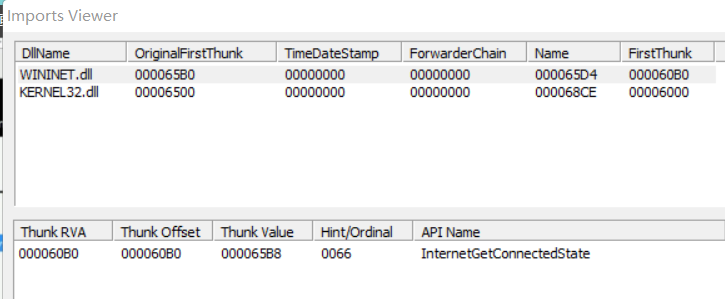 Imports Viewer
DllName OriginalFirstThunk TimeDateStamp ForwarderChain Name FirstThunk
WININET.dll 000065B0 00000000 00000000 000065D4 000060B0
KERNEL32.dll 00006500 00000000 00000000 000068CE 00006000
Thunk RVA Thunk Offset Thunk Value Hint/Ordinal API Name
000060B0 000060B0 000065B8 0066 InternetGetConnectedState